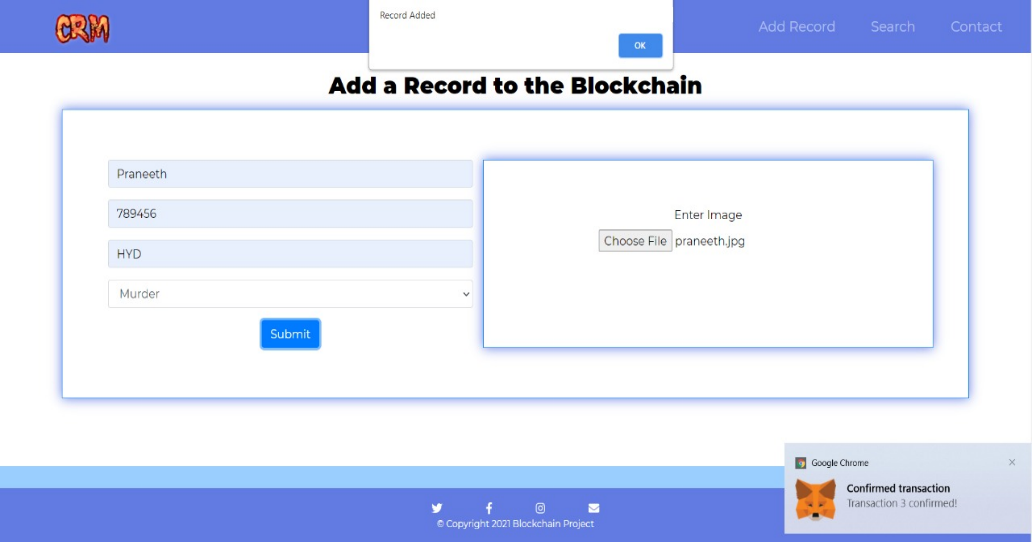 CRM
Record Added
OK
Add Record
Search
Contact
Add a Record to the Blockchain
Praneeth
789456
HYD
Murder
Submit
Enter Image
Choose File praneeth.jpg
Google Chrome
Confirmed transaction
Transaction 3 confirmed!
© Copyright 2021 Blockchain Project